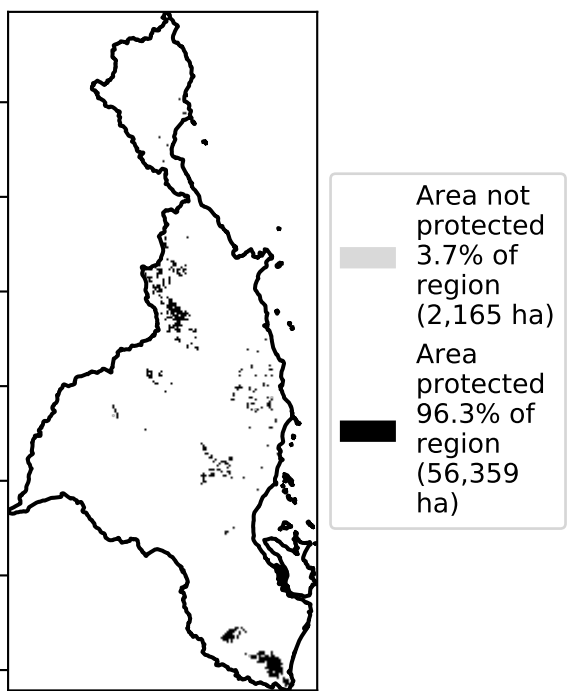 Area not
protected
3.7% of
region
(2,165 ha)
Area
protected
96.3% of
region
(56,359
ha)